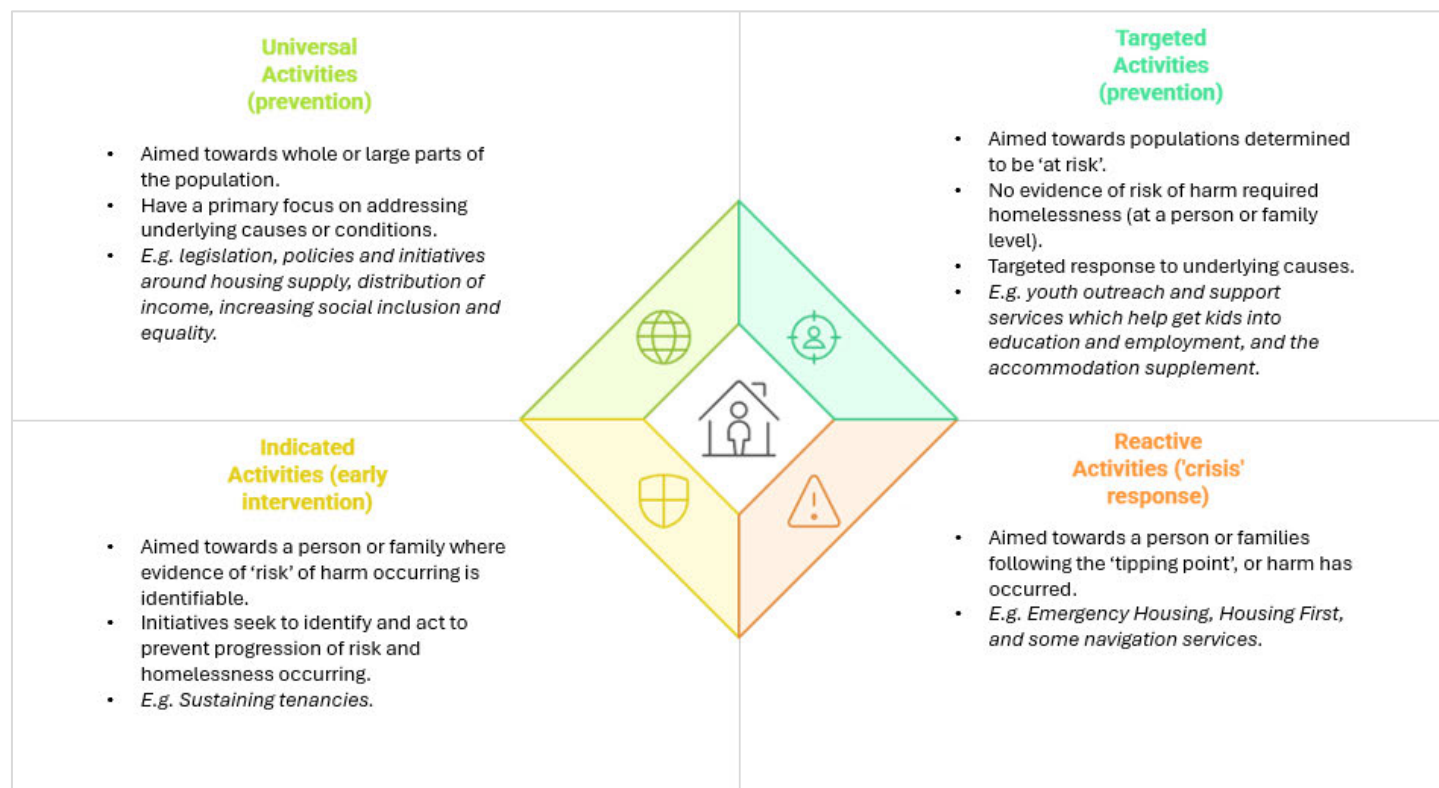 Universal
Activities
(prevention)
• Aimed towards whole or large parts of
the population.
• Have a primary focus on addressing
underlying causes or conditions.
• E.g. legislation, policies and initiatives
around housing supply, distribution of
income, increasing social inclusion and
equality.
Targeted
Activities
(prevention)
• Aimed towards populations determined
to be ‘at risk’.
• No evidence of risk of harm required
homelessness (at a person or family
level).
• Targeted response to underlying causes.
• E.g. youth outreach and support
services which help get kids into
education and employment, and the
accommodation supplement.
Indicated
Activities (early
intervention)
• Aimed towards a person or family where
evidence of ‘risk’ of harm occurring is
identifiable.
• Initiatives seek to identify and act to
prevent progression of risk and
homelessness occurring.
• E.g. Sustaining tenancies.
Reactive
Activities ('crisis'
response)
• Aimed towards a person or families
following the ‘tipping point’, or harm has
occurred.
• E.g. Emergency Housing, Housing First,
and some navigation services.